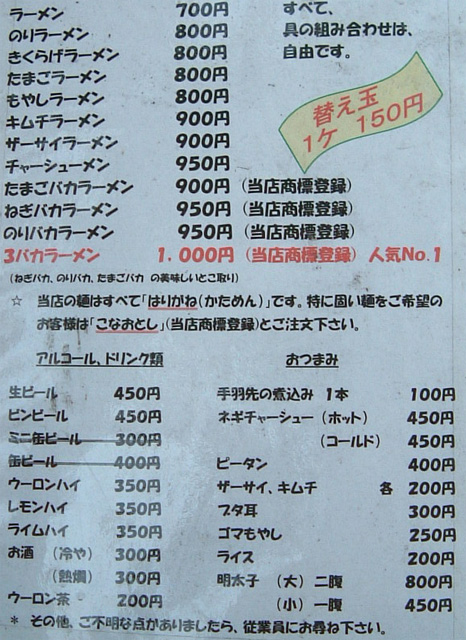 ラーメン 700円 すべて、
のりラーメン 800円 具の組み合わせは、
きくらげラーメン 800円 自由です。
たまごラーメン 800円
もやしラーメン 800円
替え玉
1ケ 150円
キムチラーメン 900円
ザーサイラーメン 900円
チャーシューメン 950円
たまごバカラーメン 900円 (当店商標登録)
ねぎバカラーメン 950円 (当店商標登録)
のりバカラーメン 950円 (当店商標登録)
3バカラーメン 1.000円 (当店商標登録) 人気No.1
(ねぎバカ、のりバカ、たまごバカ の美味しいとこ取り)
☆ 当店の麺はすべて「はりがね(かためん)」です。特に固い麺をご希望の
お客様は「こなおとし」(当店商標登録)とご注文下さい。
アルコール、ドリンク類 おつまみ
生ビール 450円 手羽先の煮込み 1本 100円
ビンビール 450円 ネギチャーシュー (ホット) 450円
ミニ缶ビール 300円 (コールド) 450円
缶ビール 400円 ピータン 400円
ウーロンハイ 350円 ザーサイ、キムチ 各 200円
レモンハイ 350円 ブタ耳 300円
ライムハイ 350円 ゴマもやし 250円
お酒 (冷や) 300円 ライス 200円
(熱燗) 300円 明太子 (大) 二腹 800円
ウーロン茶 200円 (小) 一腹 450円
* その他、ご不明な点がありましたら、従業員にお尋ね下さい。